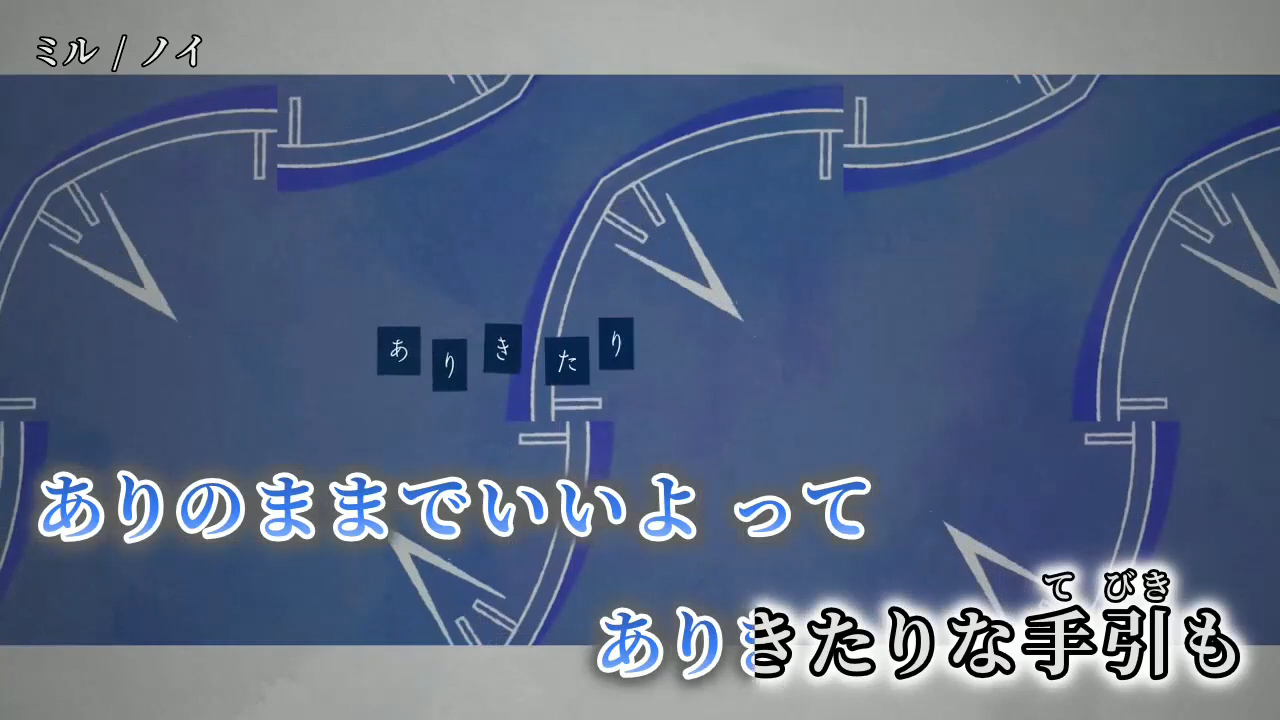 ミル / ノイ
ありきたり
ありのままでいいよ って
てびき
ありきたりな手引も